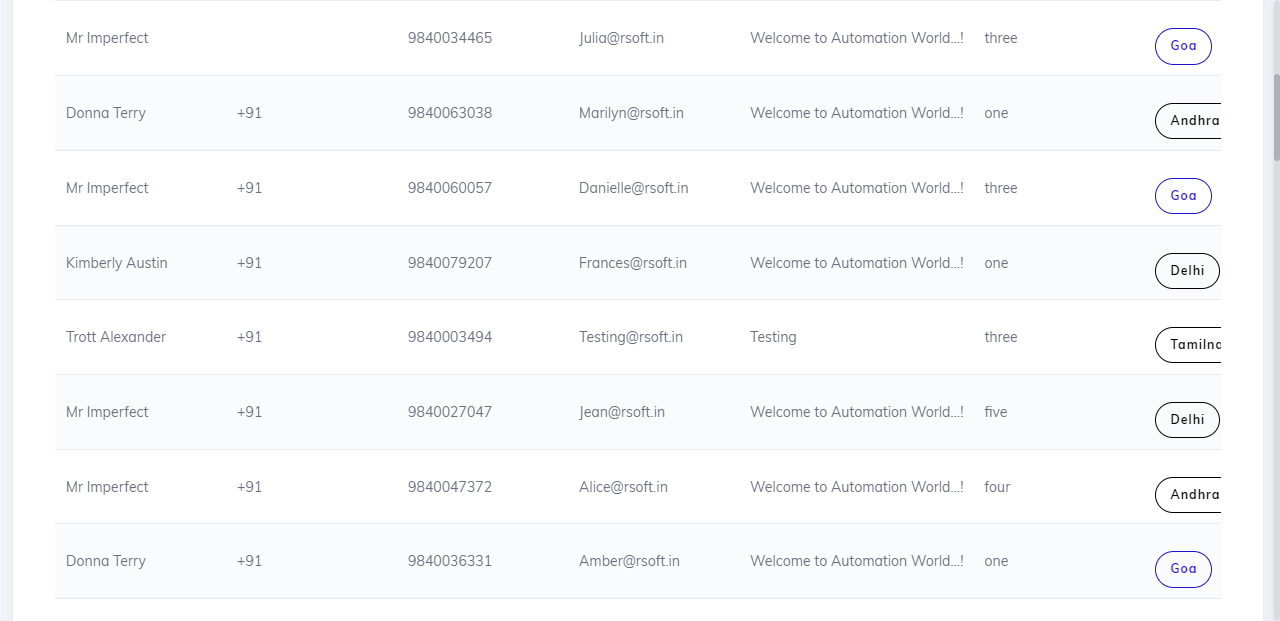 Mr Imperfect 9840034465 Julia@rsoft.in Welcome to Automation World...! three Goa
Donna Terry +91 9840063038 Marilyn@rsoft.in Welcome to Automation World...! one Andhra
Mr Imperfect +91 9840060057 Danielle@rsoft.in Welcome to Automation World...! three Goa
Kimberly Austin +91 9840079207 Frances@rsoft.in Welcome to Automation World...! one Delhi
Trott Alexander +91 9840003494 Testing@rsoft.in Testing three Tamilna
Mr Imperfect +91 9840027047 Jean@rsoft.in Welcome to Automation World...! five Delhi
Mr Imperfect +91 9840047372 Alice@rsoft.in Welcome to Automation World...! four Andhra
Donna Terry +91 9840036331 Amber@rsoft.in Welcome to Automation World...! one Goa